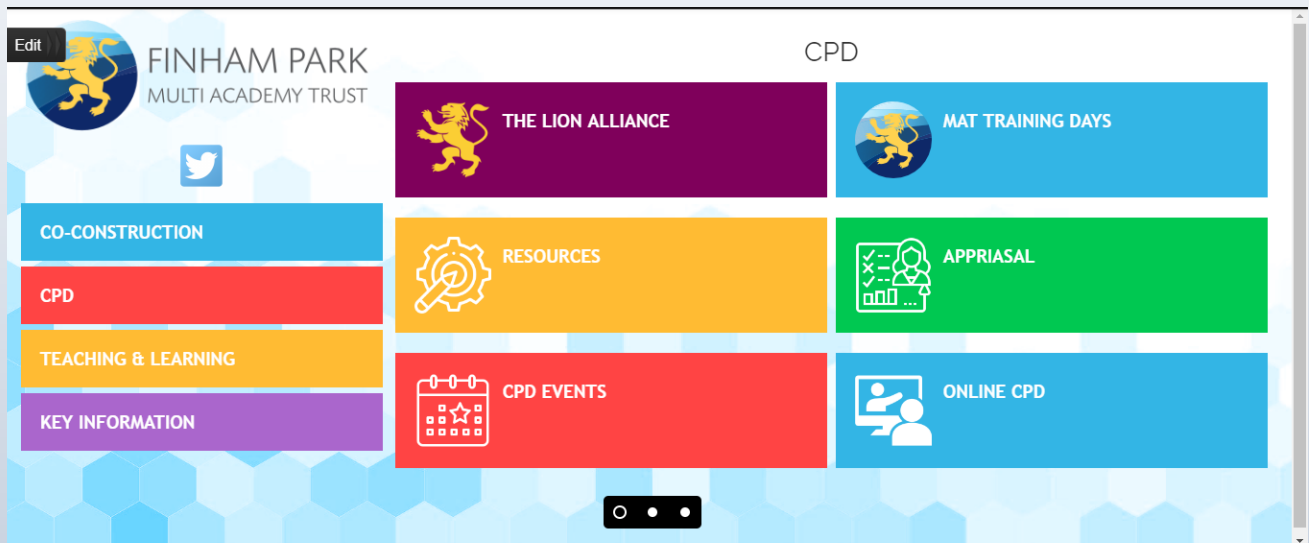 Edit
FINHAM PARK
MULTI ACADEMY TRUST
CO-CONSTRUCTION
CPD
TEACHING & LEARNING
KEY INFORMATION
CPD
THE LION ALLIANCE
MAT TRAINING DAYS
RESOURCES
APPRIASAL
CPD EVENTS
ONLINE CPD